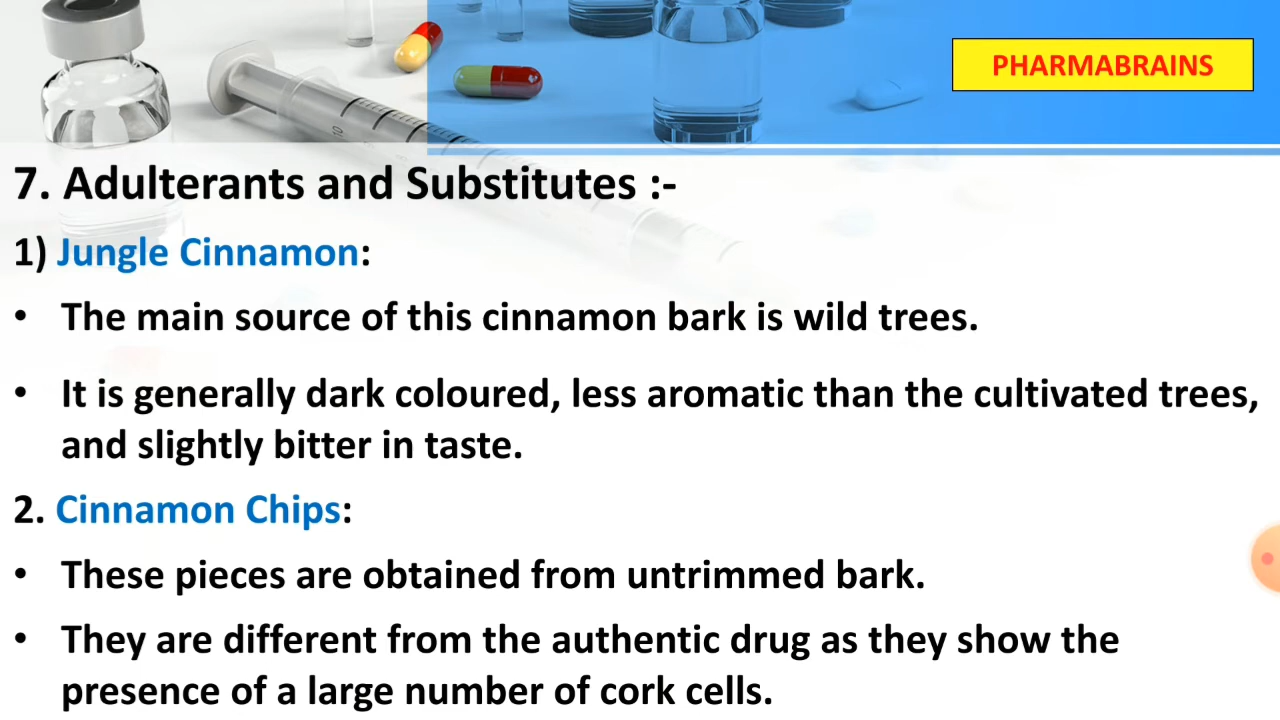 PHARMABRAINS
7. Adulterants and Substitutes :-
1) Jungle Cinnamon:
• The main source of this cinnamon bark is wild trees.
• It is generally dark coloured, less aromatic than the cultivated trees,
and slightly bitter in taste.
2. Cinnamon Chips:
• These pieces are obtained from untrimmed bark.
• They are different from the authentic drug as they show the
presence of a large number of cork cells.